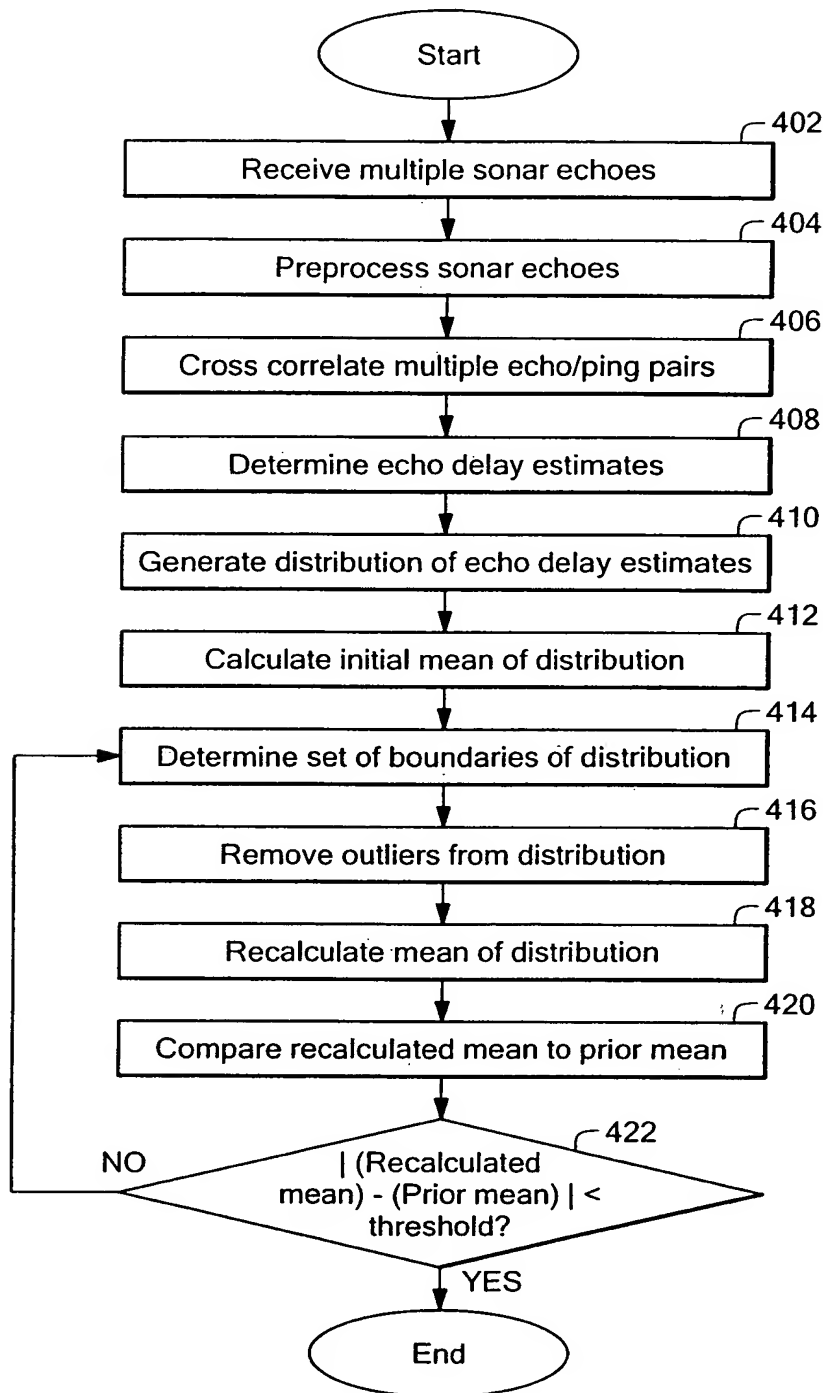 Start
402
Receive multiple sonar echoes
404
Preprocess sonar echoes
406
Cross correlate multiple echo/ping pairs
408
Determine echo delay estimates
410
Generate distribution of echo delay estimates
412
Calculate initial mean of distribution
414
Determine set of boundaries of distribution
416
Remove outliers from distribution
418
Recalculate mean of distribution
420
Compare recalculated mean to prior mean
422
NO
| (Recalculated
mean) - (Prior mean) | <
threshold?
YES
End